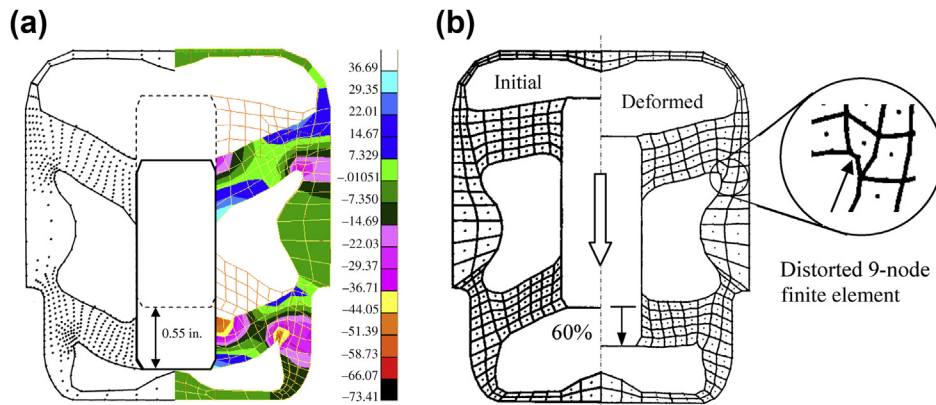 (a)
36.69
29.35
22.01
14.67
7.329
–.01051
–7.350
–14.69
–22.03
–29.37
–36.71
–44.05
–51.39
–58.73
–66.07
–73.41
0.55 in.
(b)
Initial
Deformed
60%
Distorted 9-node
finite element